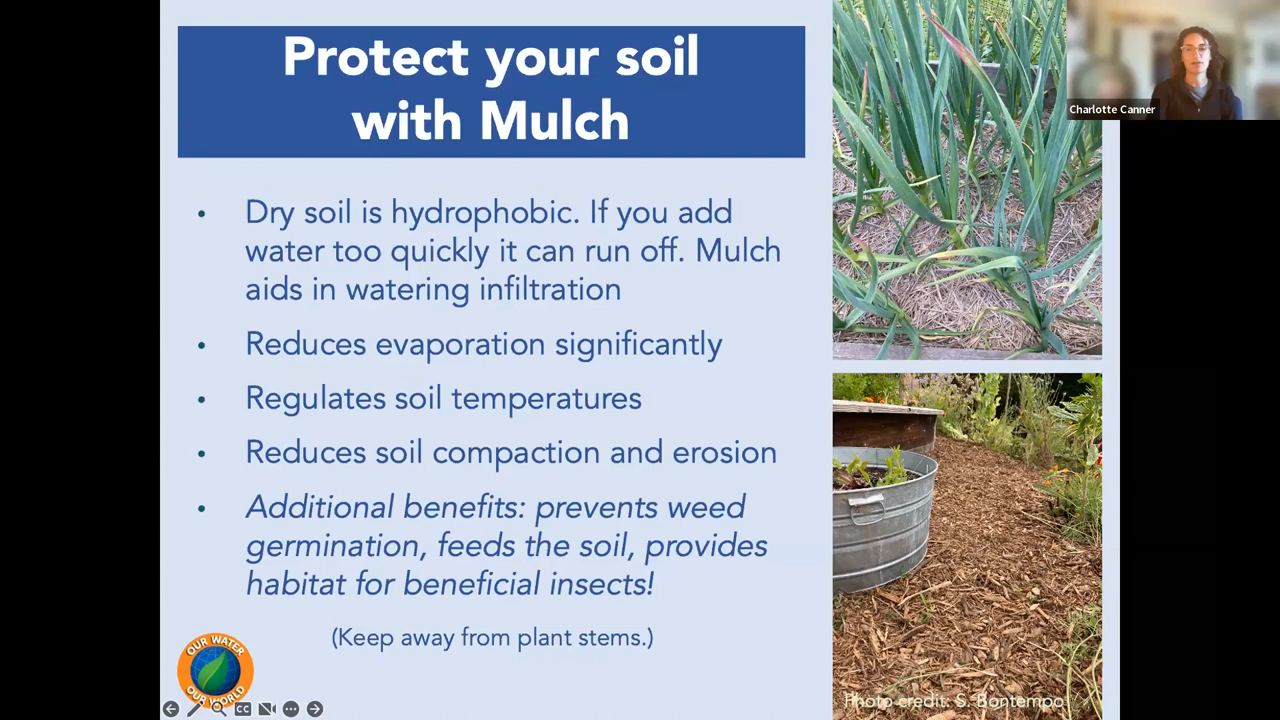 Protect your soil
with Mulch
Charlotte Canner
• Dry soil is hydrophobic. If you add
water too quickly it can run off. Mulch
aids in watering infiltration
• Reduces evaporation significantly
• Regulates soil temperatures
• Reduces soil compaction and erosion
• Additional benefits: prevents weed
germination, feeds the soil, provides
habitat for beneficial insects!
(Keep away from plant stems.)
OUR WATER
OUR WORLD
CC
Photo credit: S. Bontempo